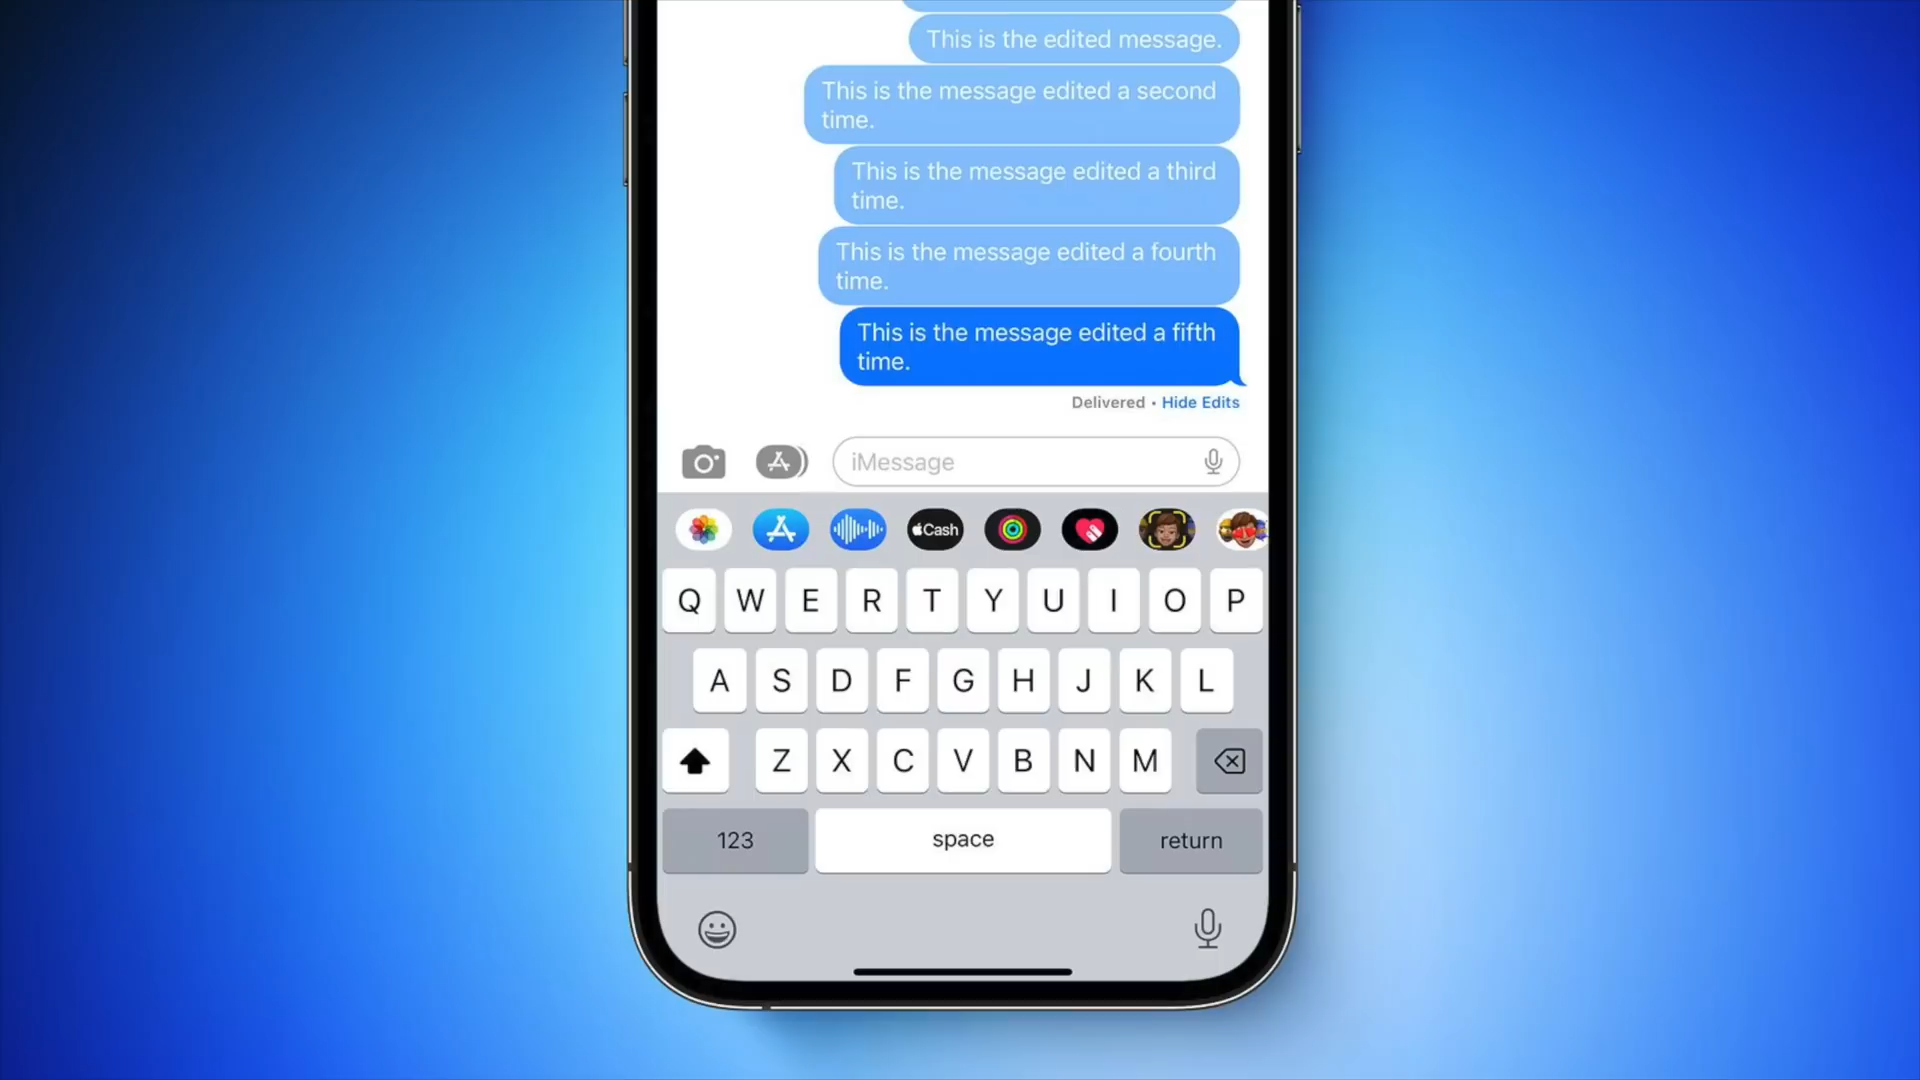 This is the edited message.
This is the message edited a second
time.
This is the message edited a third
time.
This is the message edited a fourth
time.
This is the message edited a fifth
time.
Delivered • Hide Edits
iMessage
Cash
Q W E R T Y U I O P
A S D F G H J K L
Z X C V B N M
123 space return